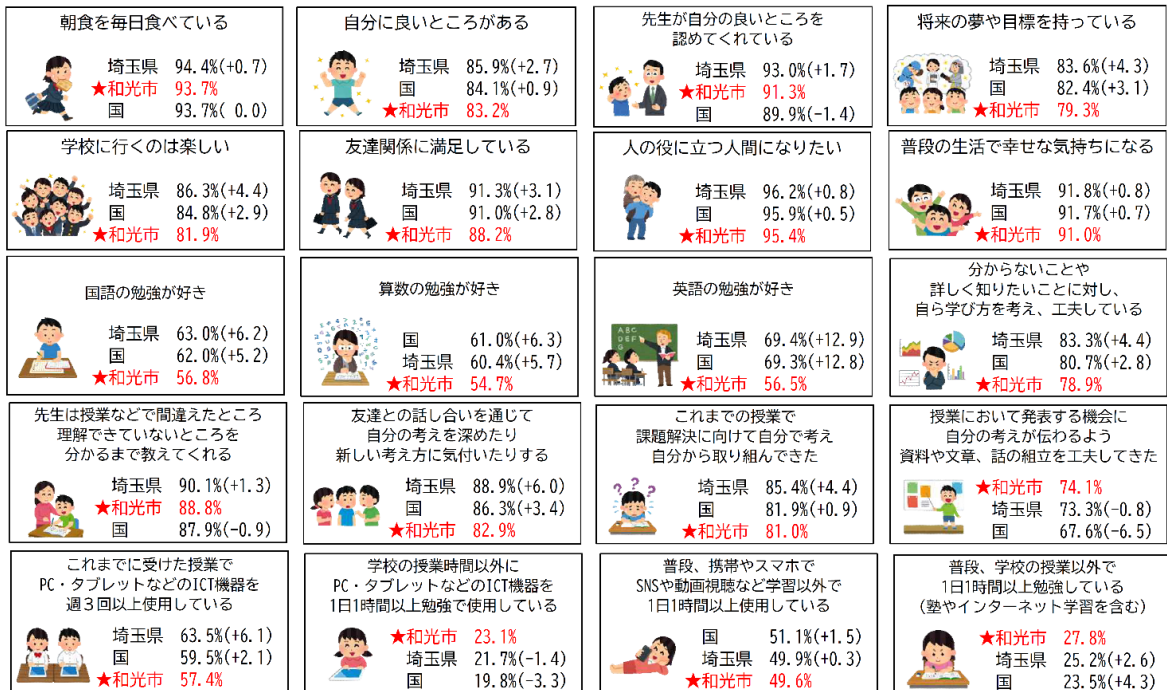 朝食を毎日食べている
埼玉県 94.4%(+0.7)
★和光市 93.7%
国 93.7%( 0.0)
自分に良いところがある
埼玉県 85.9%(+2.7)
国 84.1%(+0.9)
★和光市 83.2%
先生が自分の良いところを
認めてくれている
埼玉県 93.0%(+1.7)
★和光市 91.3%
国 89.9%(-1.4)
将来の夢や目標を持っている
埼玉県 83.6%(+4.3)
国 82.4%(+3.1)
★和光市 79.3%
学校に行くのは楽しい
埼玉県 86.3%(+4.4)
国 84.8%(+2.9)
★和光市 81.9%
友達関係に満足している
埼玉県 91.3%(+3.1)
国 91.0%(+2.8)
★和光市 88.2%
人の役に立つ人間になりたい
埼玉県 96.2%(+0.8)
国 95.9%(+0.5)
★和光市 95.4%
普段の生活で幸せな気持ちになる
埼玉県 91.8%(+0.8)
国 91.7%(+0.7)
★和光市 91.0%
国語の勉強が好き
埼玉県 63.0%(+6.2)
国 62.0%(+5.2)
★和光市 56.8%
算数の勉強が好き
国 61.0%(+6.3)
埼玉県 60.4%(+5.7)
★和光市 54.7%
英語の勉強が好き
ABC
DEF
埼玉県 69.4%(+12.9)
国 69.3%(+12.8)
★和光市 56.5%
分からないことや
詳しく知りたいことに対し、
自ら学び方を考え、工夫している
埼玉県 83.3%(+4.4)
国 80.7%(+2.8)
★和光市 78.9%
先生は授業などで間違えたところ
理解できていないところを
分かるまで教えてくれる
埼玉県 90.1%(+1.3)
★和光市 88.8%
国 87.9%(-0.9)
友達との話し合いを通じて
自分の考えを深めたり
新しい考え方に気付いたりする
埼玉県 88.9%(+6.0)
国 86.3%(+3.4)
★和光市 82.9%
これまでの授業で
課題解決に向けて自分で考え
自分から取り組んできた
埼玉県 85.4%(+4.4)
国 81.9%(+0.9)
★和光市 81.0%
授業において発表する機会に
自分の考えが伝わるよう
資料や文章、話の組立を工夫してきた
★和光市 74.1%
埼玉県 73.3%(-0.8)
国 67.6%(-6.5)
これまでに受けた授業で
PC・タブレットなどのICT機器を
週３回以上使用している
埼玉県 63.5%(+6.1)
国 59.5%(+2.1)
★和光市 57.4%
学校の授業時間以外に
PC・タブレットなどのICT機器を
1日1時間以上勉強で使用している
★和光市 23.1%
埼玉県 21.7%(-1.4)
国 19.8%(-3.3)
普段、携帯やスマホで
SNSや動画視聴など学習以外で
1日1時間以上使用している
国 51.1%(+1.5)
埼玉県 49.9%(+0.3)
★和光市 49.6%
普段、学校の授業以外で
1日1時間以上勉強している
（塾やインターネット学習を含む）
★和光市 27.8%
埼玉県 25.2%(+2.6)
国 23.5%(+4.3)